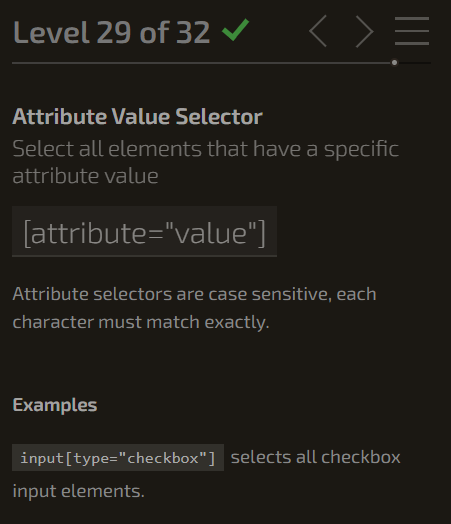 Level 29 of 32
Attribute Value Selector
Select all elements that have a specific
attribute value
[attribute="value"]
Attribute selectors are case sensitive, each
character must match exactly.
Examples
input[type="checkbox"] selects all checkbox
input elements.